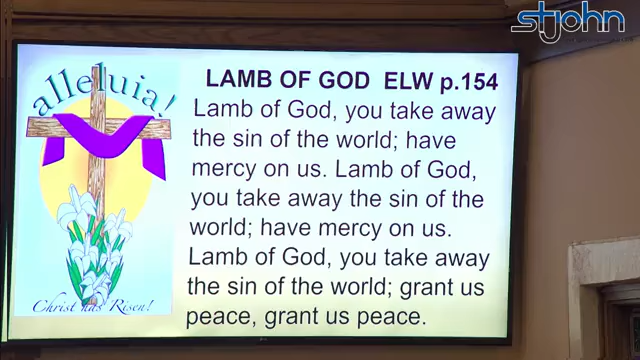 stjohn
alleluia!
Christ has Risen!
LAMB OF GOD ELW p.154
Lamb of God, you take away
the sin of the world; have
mercy on us. Lamb of God,
you take away the sin of the
world; have mercy on us.
Lamb of God, you take away
the sin of the world; grant us
peace, grant us peace.